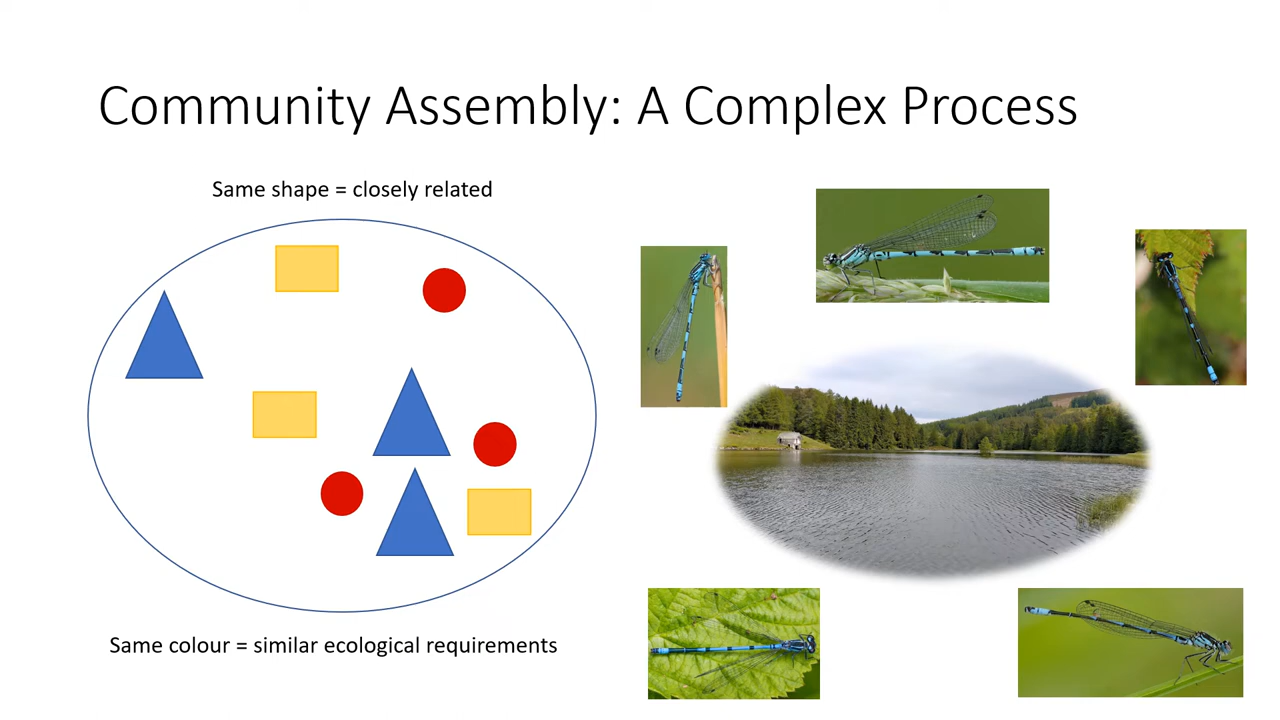 Community Assembly: A Complex Process
Same shape = closely related
Same colour = similar ecological requirements